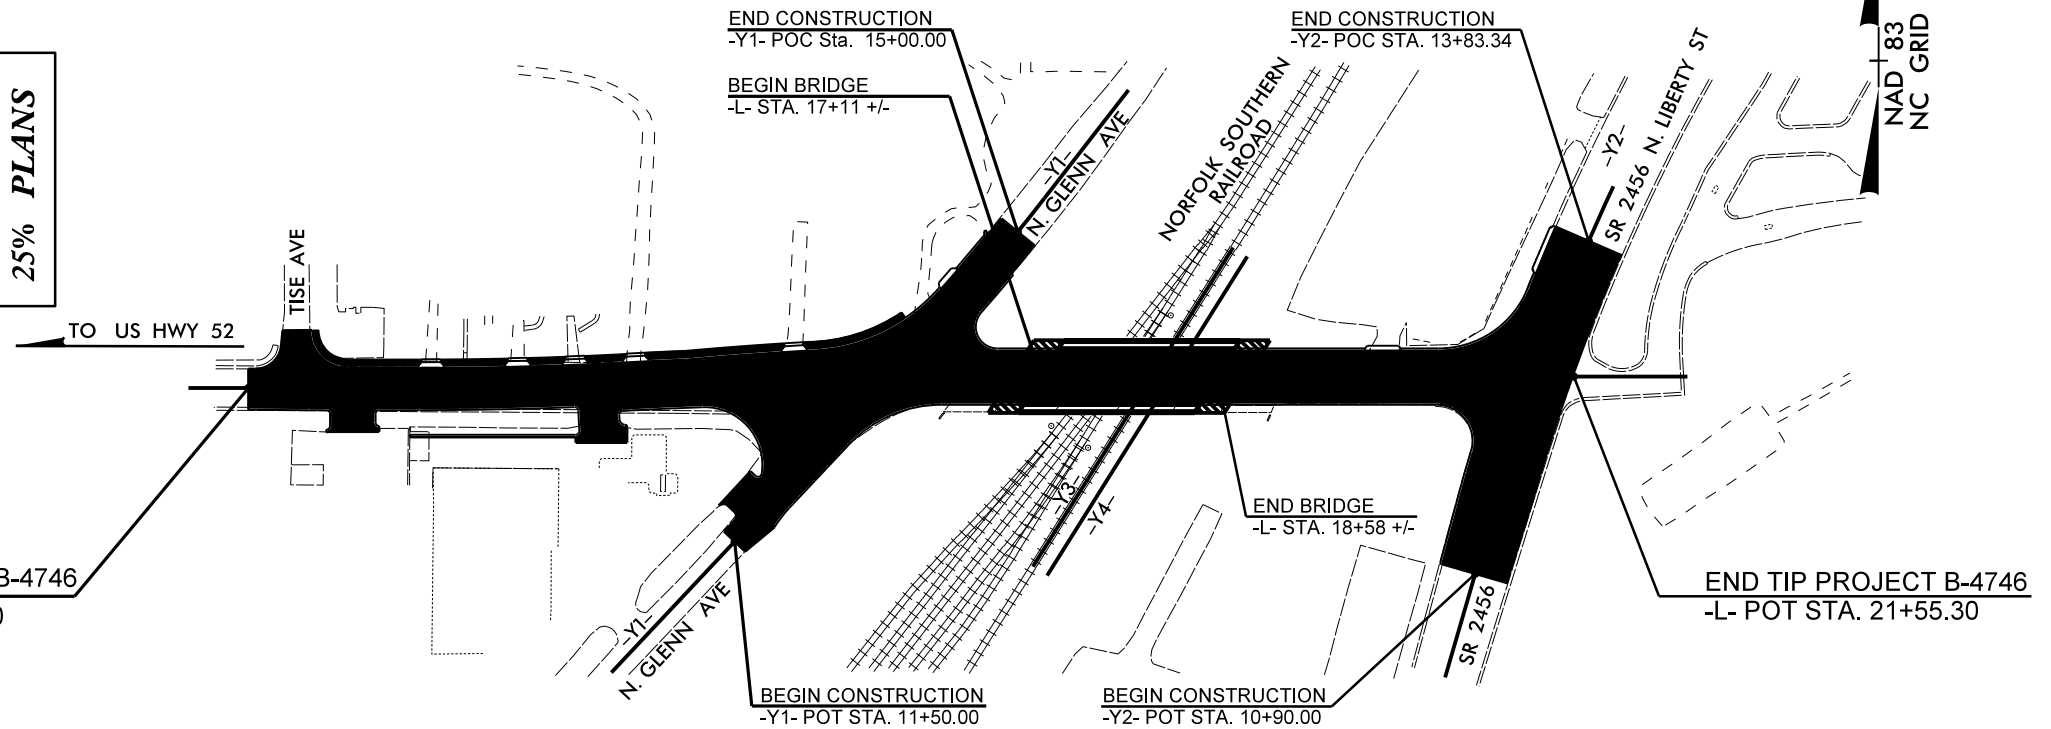 END CONSTRUCTION
-Y1- POC Sta. 15+00.00
BEGIN BRIDGE
-L- STA. 17+11 +/-
END CONSTRUCTION
-Y2- POC STA. 13+83.34
NAD 83
NC GRID
25% PLANS
TISE AVE
TO US HWY 52
-Y1-
N. GLENN AVE
NORFOLK SOUTHERN
RAILROAD
-Y2-
SR 2456 N. LIBERTY ST
-Y3-
-Y4-
END BRIDGE
-L- STA. 18+58 +/-
B-4746
0
-Y1-
N. GLENN AVE
SR 2456
END TIP PROJECT B-4746
-L- POT STA. 21+55.30
BEGIN CONSTRUCTION
-Y1- POT STA. 11+50.00
BEGIN CONSTRUCTION
-Y2- POT STA. 10+90.00